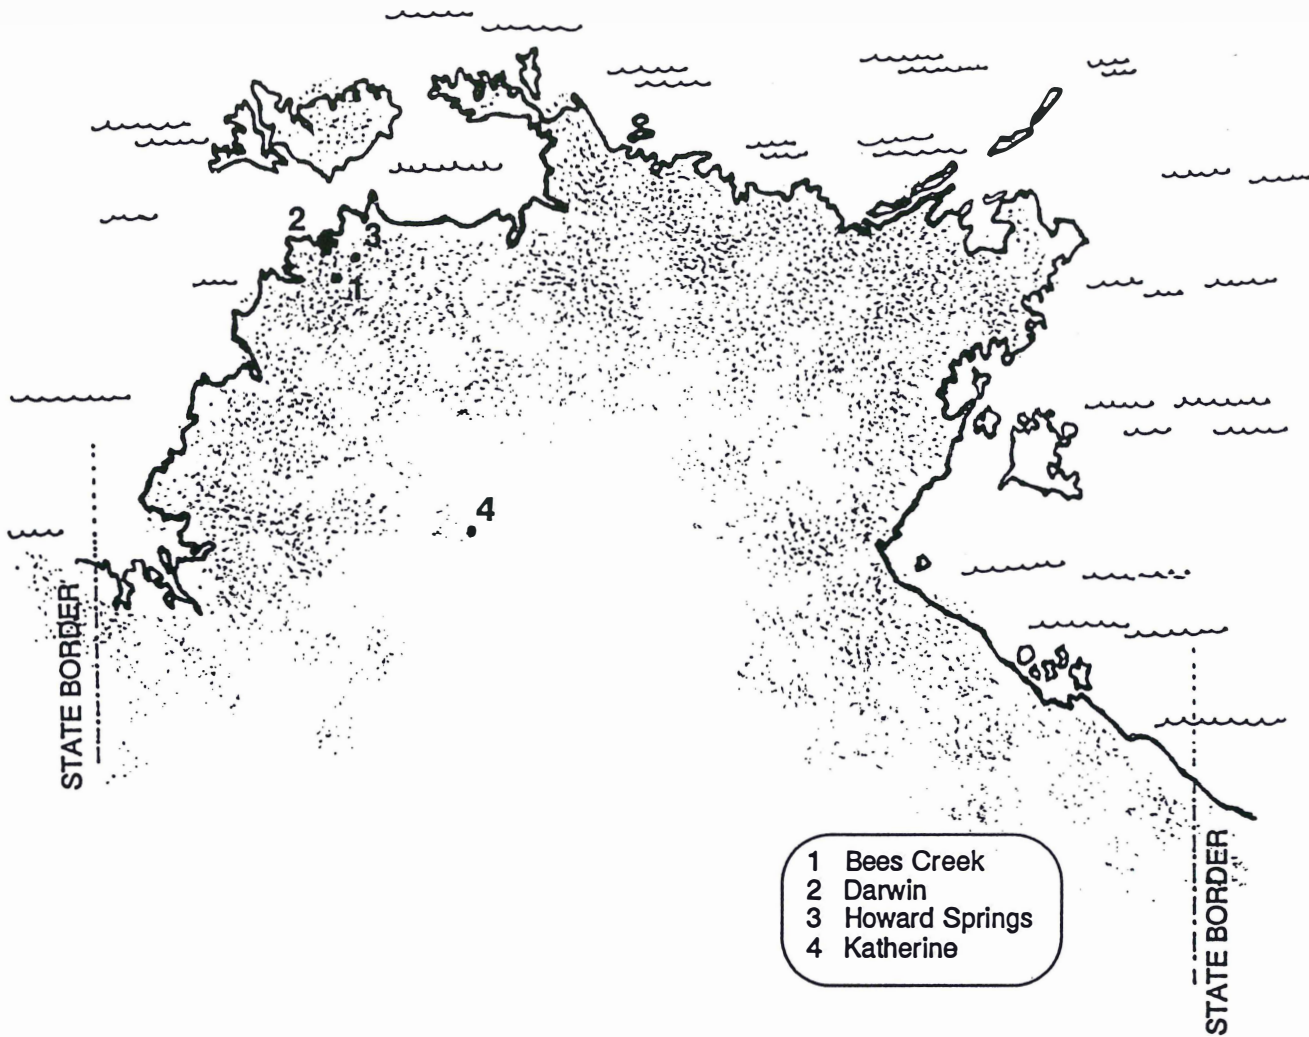 2
3
1
4
STATE BORDER
1 Bees Creek
2 Darwin
3 Howard Springs
4 Katherine
STATE BORDER